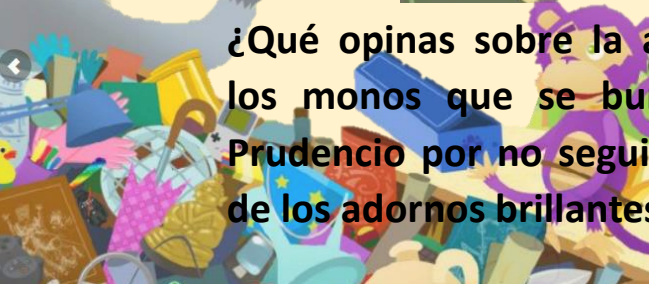 ¿Qué opinas sobre la
los monos que se
Prudencio por no
de los adornos brillantes